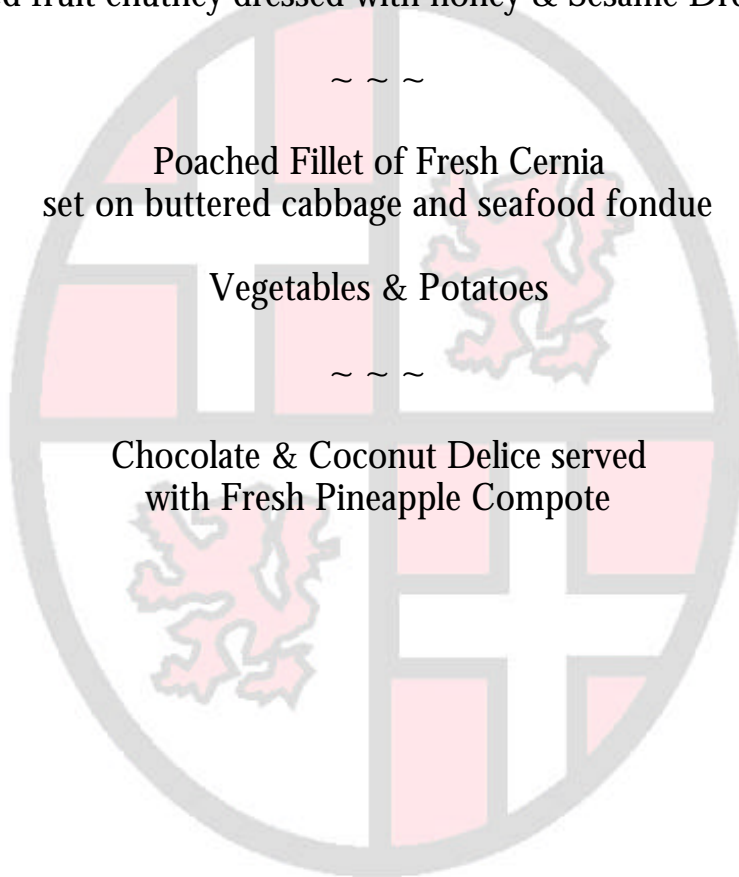 fruit chutney dressed with honey & Sesame
~ ~ ~
Poached Fillet of Fresh Cernia
set on buttered cabbage and seafood fondue
Vegetables & Potatoes
~ ~ ~
Chocolate & Coconut Delice served
with Fresh Pineapple Compote